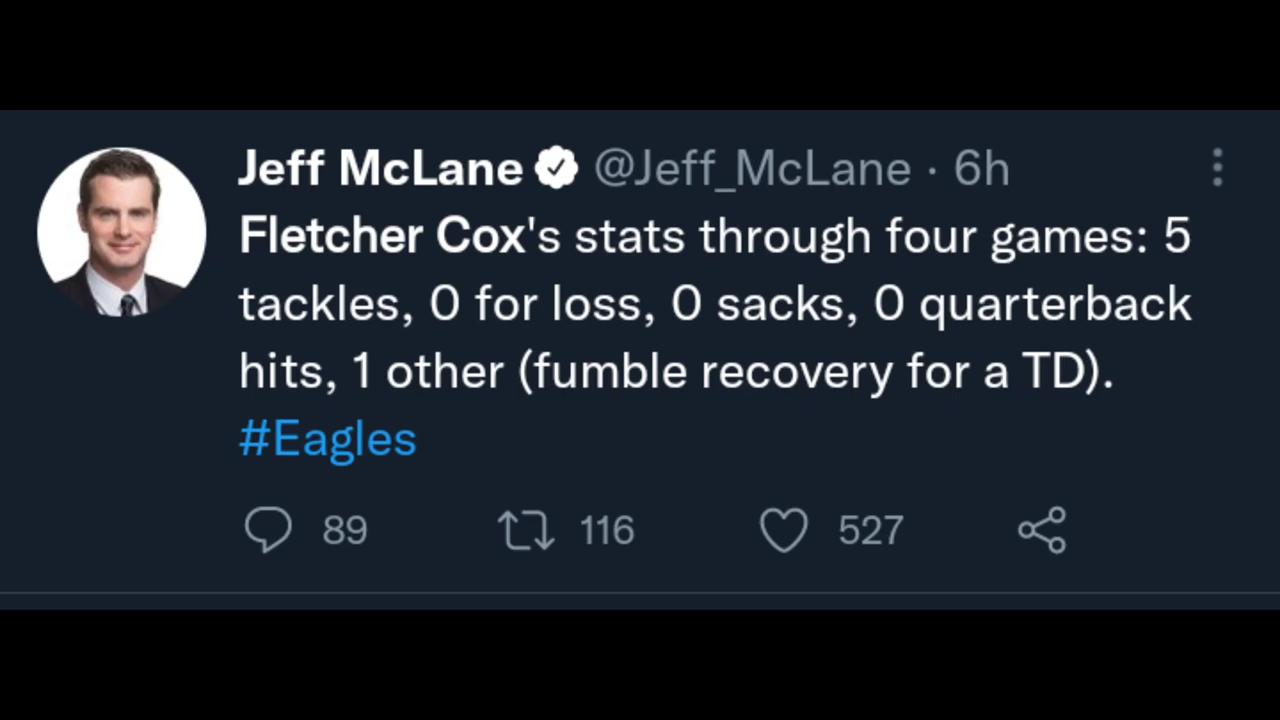 Jeff McLane @Jeff_McLane · 6h
Fletcher Cox's stats through four games: 5
tackles, 0 for loss, 0 sacks, 0 quarterback
hits, 1 other (fumble recovery for a TD).
#Eagles
89 116 527